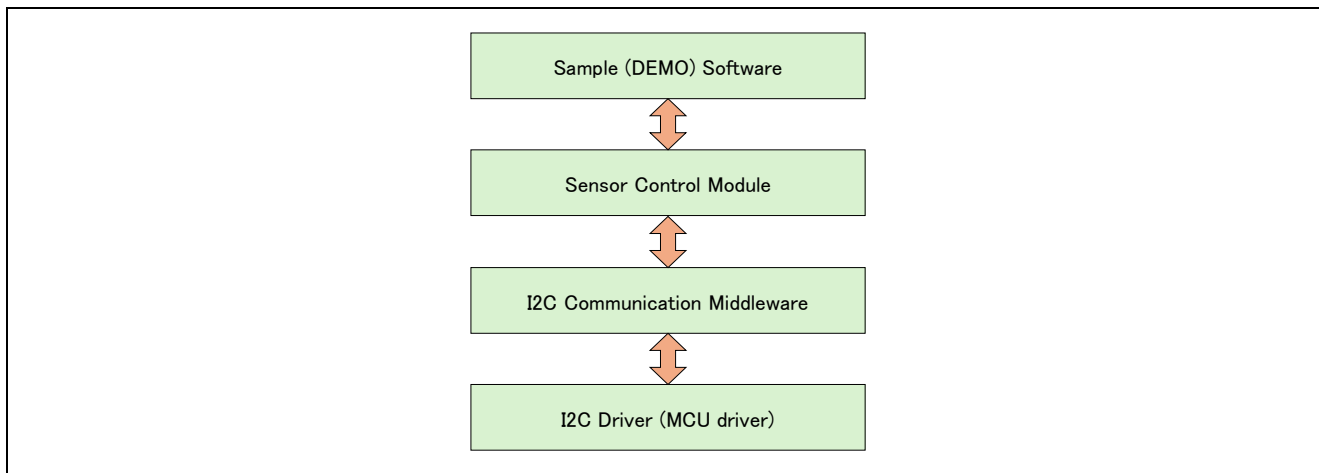 Sample (DEMO) Software
Sensor Control Module
I2C Communication Middleware
I2C Driver (MCU driver)